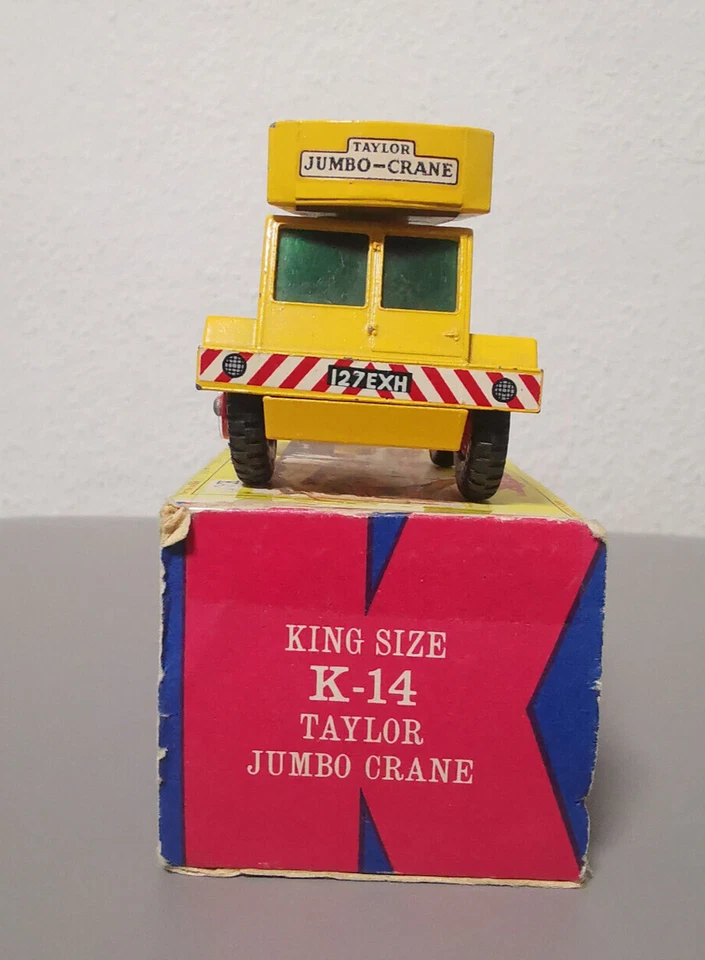 TAYLOR
JUMBO-CRANE
127EXH
KING SIZE
K-14
TAYLOR
JUMBO CRANE